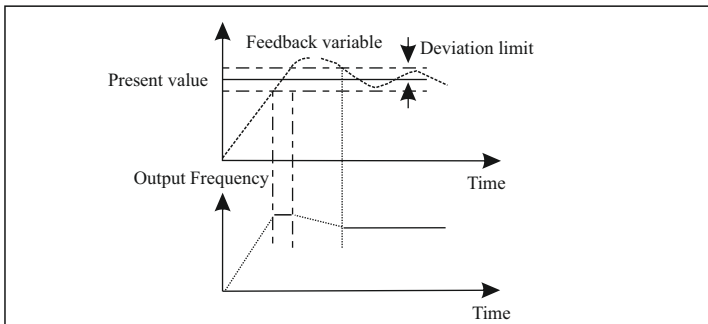 Feedback variable
Deviation limit
Present value
Time
Output Frequency
Time